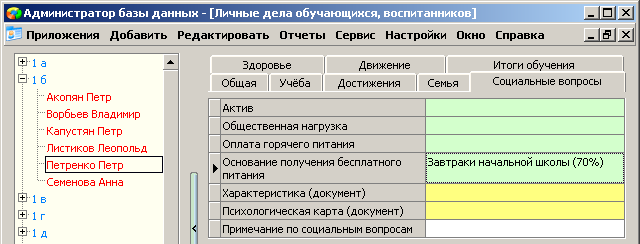 Администратор базы данных - [Личные дела обучающихся, воспитанников]
Приложения Добавить Редактировать Отчеты Сервис Настройки Окно Справка
1 а
1 б
Акопян Петр
Ворбьев Владимир
Капустян Петр
Листиков Леопольд
Петренко Петр
Семенова Анна
1 в
1 г
1 д
Здоровье Движение Итоги обучения
Общая Учёба Достижения Семья Социальные вопросы
Актив
Общественная нагрузка
Оплата горячего питания
Основание получения бесплатного
питания
Завтраки начальной школы (70%)
Характеристика (документ)
Психологическая карта (документ)
Примечание по социальным вопросам